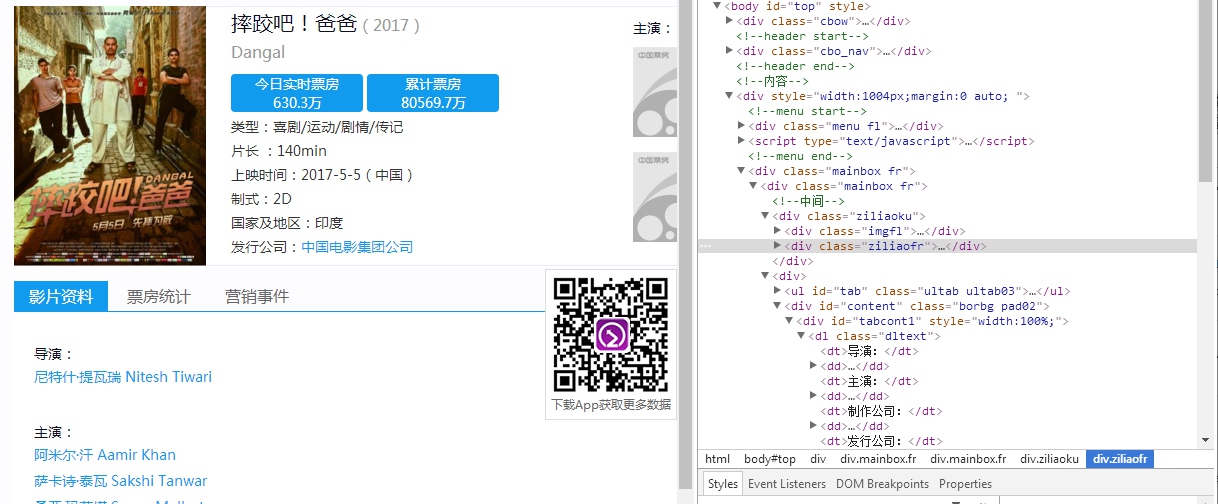 摔跤吧！爸爸 ( 2017 )
Dangal
今日实时票房
630.3万
累计票房
80569.7万
类型：喜剧/运动/剧情/传记
片长 ：140min
上映时间：2017-5-5（中国）
制式：2D
国家及地区：印度
发行公司：中国电影集团公司
主演：
中国票房
中国票房
DANGAL
摔跤吧!爸爸
影片资料
票房统计
营销事件
下载App获取更多数据
导演：
尼特什·提瓦瑞 Nitesh Tiwari
主演：
阿米尔·汗 Aamir Khan
萨卡诗·泰瓦 Sakshi Tanwar
<body id="top" style>
<div class="cbow">…</div>
<!--header start-->
<div class="cbo_nav">…</div>
<!--header end-->
<!--内容-->
<div style="width:1004px;margin:0 auto; ">
<!--menu start-->
<div class="menu fl">…</div>
<script type="text/javascript">…</script>
<!--menu end-->
<div class="mainbox fr">
<div class="mainbox fr">
<!--中间-->
<div class="ziliaoku">
<div class="imgfl">…</div>
<div class="ziliaofr">…</div>
</div>
<div>
<ul id="tab" class="ultab ultab03">…</ul>
<div id="content" class="borbg pad02">
<div id="tabcont1" style="width:100%;">
<dl class="dltext">
<dt>导演: </dt>
<dd>…</dd>
<dt>主演: </dt>
<dd>…</dd>
<dt>制作公司: </dt>
<dd>…</dd>
<dt>发行公司: </dt>
html body#top div div.mainbox.fr div.mainbox.fr div.ziliaoku div.ziliaofr
Styles Event Listeners DOM Breakpoints Properties